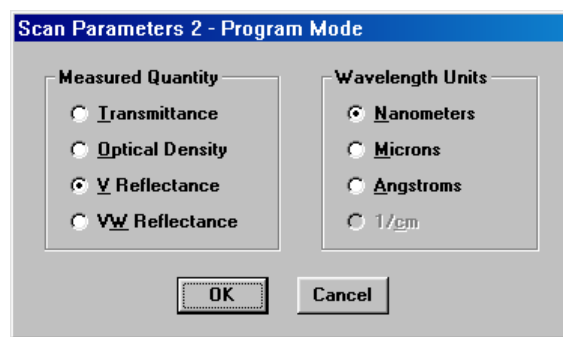 Scan Parameters 2 - Program Mode
Measured Quantity
Transmittance
Optical Density
V Reflectance
VW Reflectance
Wavelength Units
Nanometers
Microns
Angstroms
1/cm
OK
Cancel